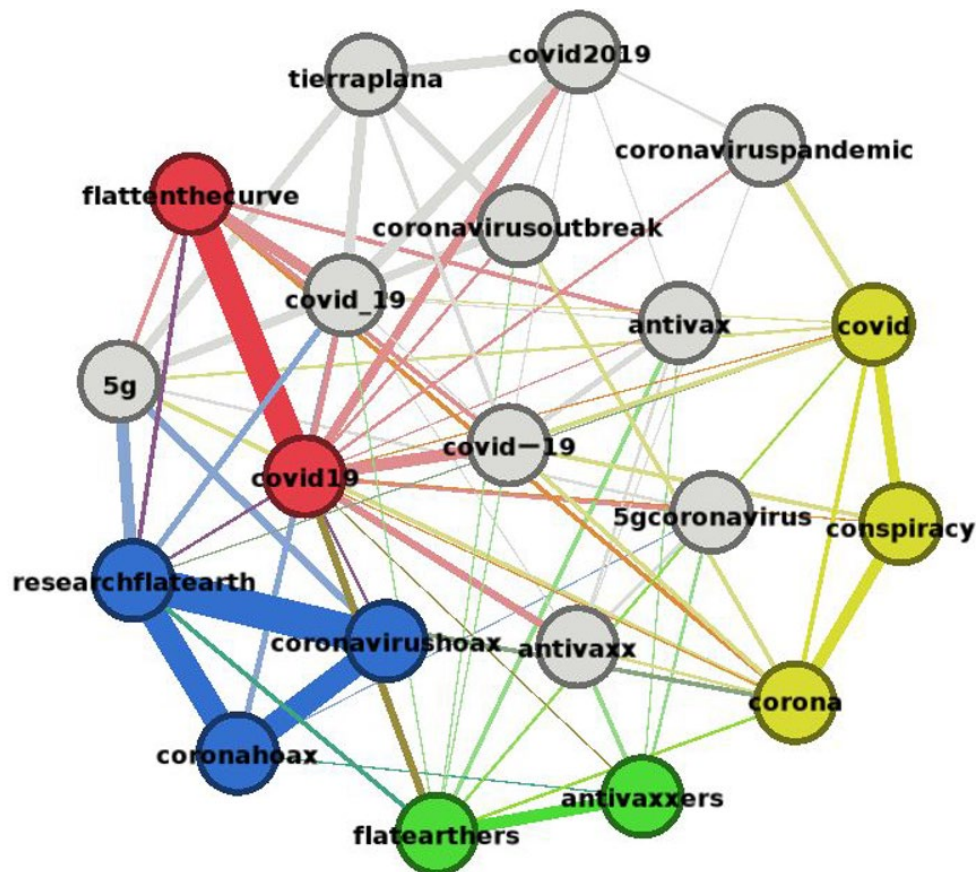 covid2019
tierraplana
coronaviruspandemic
flattenthecurve
coronavirusoutbreak
covid_19
antivax
covid
5g
covid—19
covid19
5gcoronavirus
conspiracy
researchflatearth
coronavirushoax
antivaxx
corona
coronahoax
antivaxxers
flatearthers